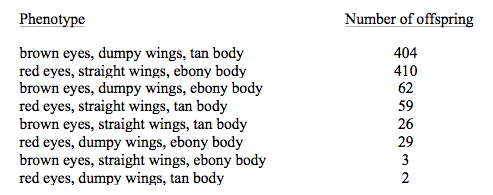 Phenotype Number of offspring
brown eyes, dumpy wings, tan body 404
red eyes, straight wings, ebony body 410
brown eyes, dumpy wings, ebony body 62
red eyes, straight wings, tan body 59
brown eyes, straight wings, tan body 26
red eyes, dumpy wings, ebony body 29
brown eyes, straight wings, ebony body 3
red eyes, dumpy wings, tan body 2